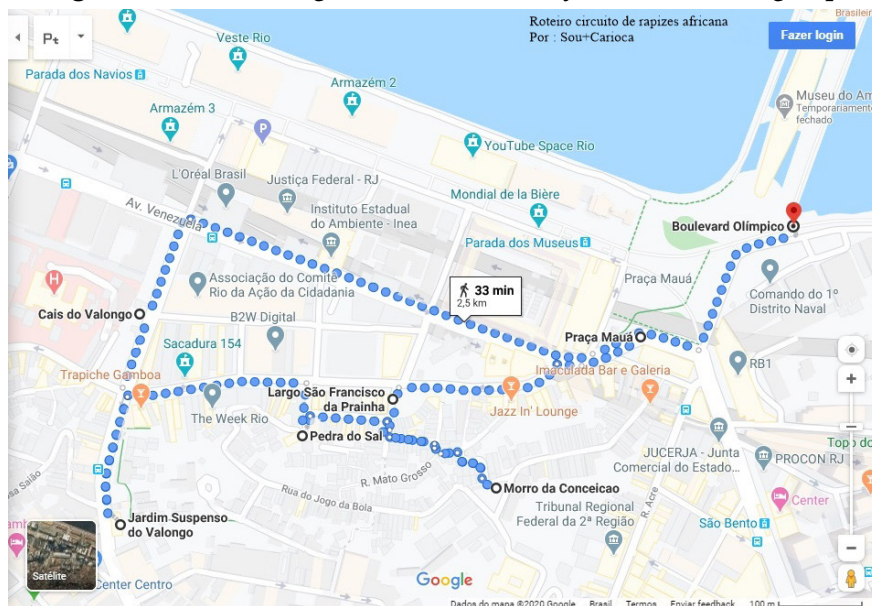 Roteiro circuito de rapizes africana
Por : Sou+Carioca
Fazer login
Veste Rio
Parada dos Navios
Armazém 2
Armazém 3
Museu do Am
Temporariamen
fechado
YouTube Space Rio
L'Oréal Brasil
Justiça Federal - RJ
Mondial de la Bière
Av. Venezuela
Instituto Estadual
do Ambiente - Inea
Boulevard Olímpico
Parada dos Museus
Associação do Comitê
Rio da Ação da Cidadania
33 min
2,5 km
Praça Mauá
Comando do 1º
Distrito Naval
Cais do Valongo
B2W Digital
Praça Mauá
Sacadura 154
Imaculada Bar e Galeria
RB1
Trapiche Gamboa
Largo São Francisco
da Prainha
Jazz In' Lounge
The Week Rio
Pedra do Sal
JUCERJA - Junta
Comercial do Estado...
PROCON RJ
R. Mato Grosso
Morro da Conceicao
Rua do Jogo da Bola
R. Acre
Center
Tribunal Regional
Federal da 2ª Região
São Bento
Jardim Suspenso
do Valongo
Satélite
Center Centro
Google
Dados do mapa ©2020 Google Brasil Termos Enviar feedback 100 m